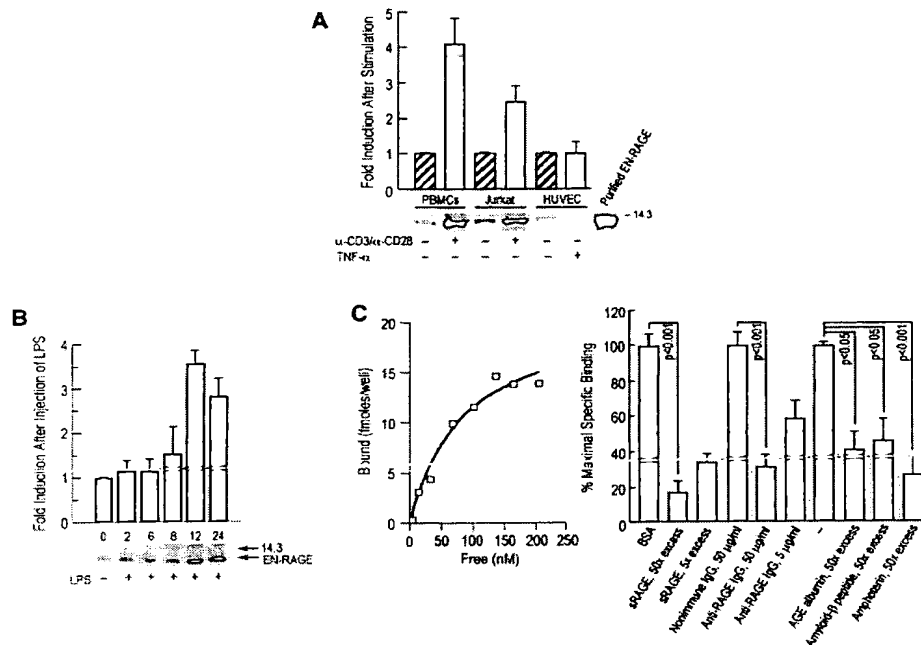 A
Fold Induction After Stimulation
5
4
3
2
1
0
PBMCs Jurkat HUVEC
Purified EN-RAGE
– 14.3
α-CD3/α-CD28 – + – + – –
TNF-α – – – – – +
B
Fold Induction After Injection of LPS
4
3
2
1
0
0 2 6 8 12 24
14.3
EN-RAGE
LPS – + + + + +
C
Bound (fmoles/well)
20
15
10
5
0
0 50 100 150 200 250
Free (nM)
% Maximal Specific Binding
120
100
80
60
40
20
0
p<0.001
p<0.001
p<0.05
p<0.05
p<0.001
BSA
sRAGE, 50x excess
sRAGE, 5x excess
Nonimmune IgG, 50 µg/ml
Anti-RAGE IgG, 50 µg/ml
Anti-RAGE IgG, 5 µg/ml
–
AGE albumin, 50x excess
Amyloid-β peptide, 50x excess
Amphoterin, 50x excess